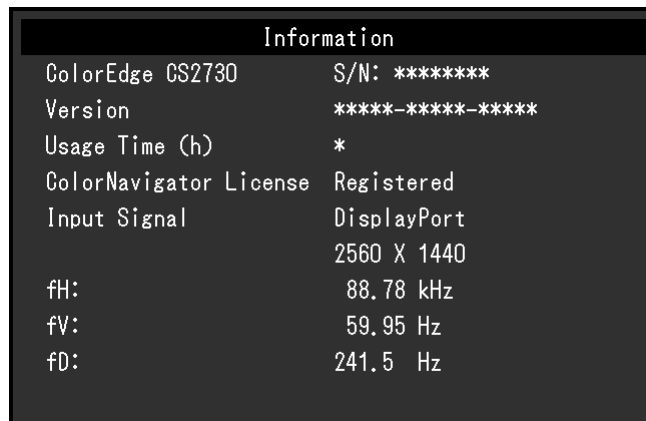 Information
ColorEdge CS2730 S/N: ********
Version *****-*****-*****
Usage Time (h) *
ColorNavigator License Registered
Input Signal DisplayPort
2560 X 1440
fH: 88.78 kHz
fV: 59.95 Hz
fD: 241.5 Hz